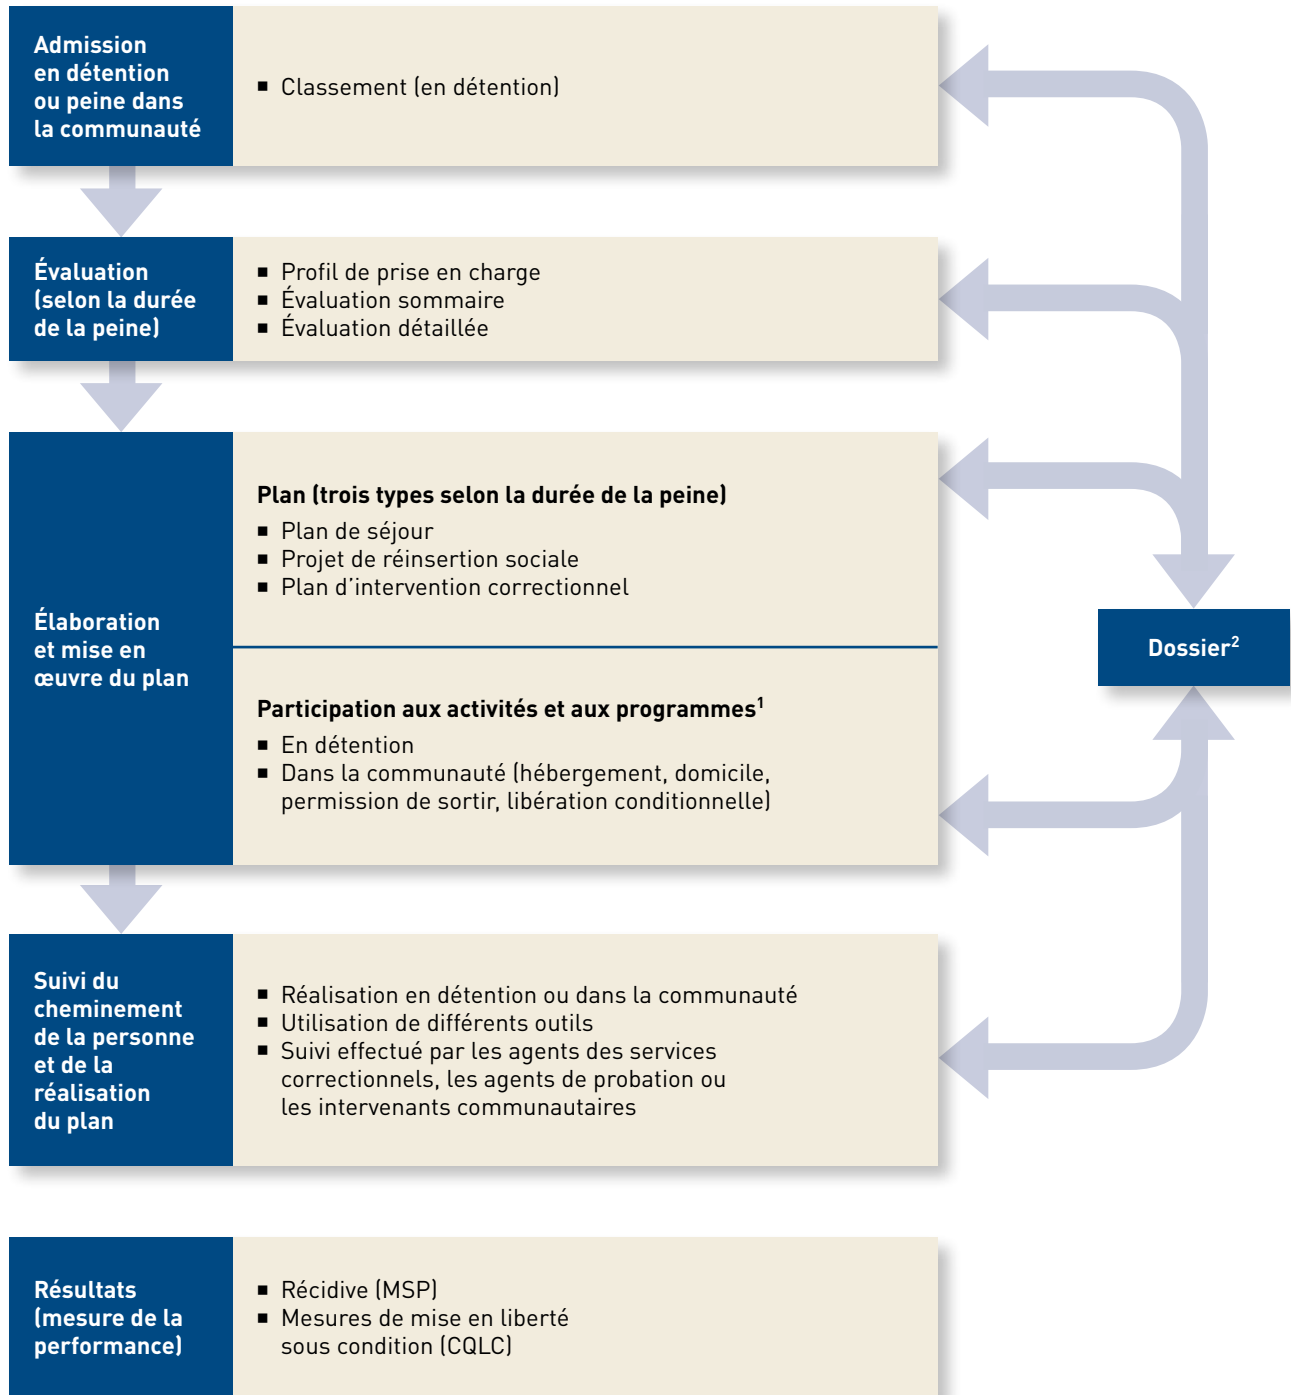 Admission
en détention
ou peine dans
la communauté
■ Classement (en détention)
Évaluation
(selon la durée
de la peine)
■ Profil de prise en charge
■ Évaluation sommaire
■ Évaluation détaillée
Élaboration
et mise en
œuvre du plan
Plan (trois types selon la durée de la peine)
■ Plan de séjour
■ Projet de réinsertion sociale
■ Plan d’intervention correctionnel
Participation aux activités et aux programmes¹
■ En détention
■ Dans la communauté (hébergement, domicile,
permission de sortir, libération conditionnelle)
Dossier²
Suivi du
cheminement
de la personne
et de la
réalisation
du plan
■ Réalisation en détention ou dans la communauté
■ Utilisation de différents outils
■ Suivi effectué par les agents des services
correctionnels, les agents de probation ou
les intervenants communautaires
Résultats
(mesure de la
performance)
■ Récidive (MSP)
■ Mesures de mise en liberté
sous condition (CQLC)